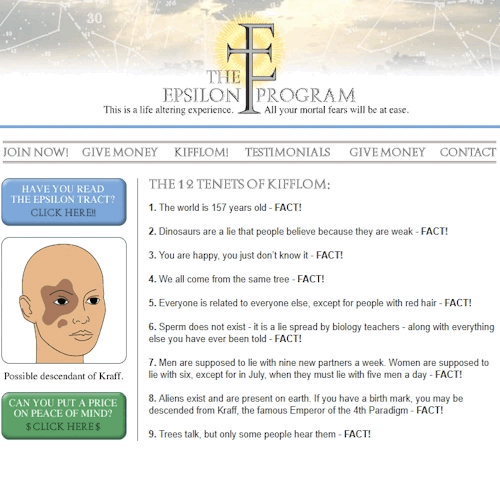 THE
EPSILON PROGRAM
This is a life altering experience. All your mortal fears will be at ease.
JOIN NOW! GIVE MONEY KIFFLOM! TESTIMONIALS GIVE MONEY CONTACT
HAVE YOU READ
THE EPSILON TRACT?
CLICK HERE!!
Possible descendant of Kraff.
CAN YOU PUT A PRICE
ON PEACE OF MIND?
$ CLICK HERE $
THE 12 TENETS OF KIFFLOM:
1. The world is 157 years old - FACT!
2. Dinosaurs are a lie that people believe because they are weak - FACT!
3. You are happy, you just don't know it - FACT!
4. We all come from the same tree - FACT!
5. Everyone is related to everyone else, except for people with red hair - FACT!
6. Sperm does not exist - it is a lie spread by biology teachers - along with everything
else you have ever been told - FACT!
7. Men are supposed to lie with nine new partners a week. Women are supposed to
lie with six, except for in July, when they must lie with five men a day - FACT!
8. Aliens exist and are present on earth. If you have a birth mark, you may be
descended from Kraff, the famous Emperor of the 4th Paradigm - FACT!
9. Trees talk, but only some people hear them - FACT!